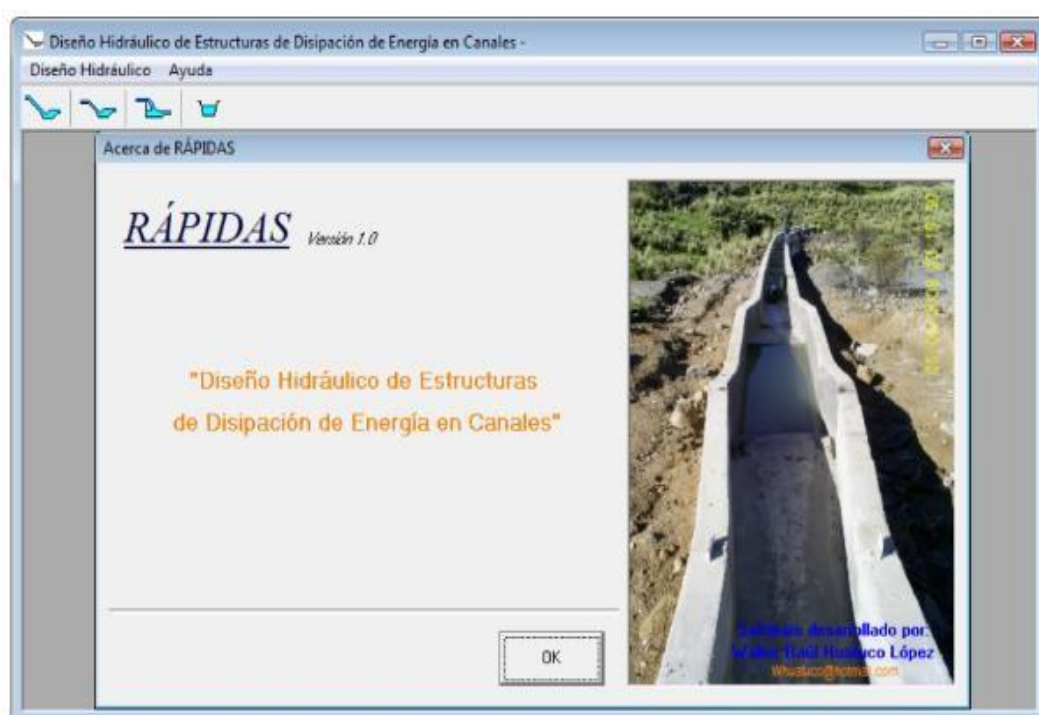 Diseño Hidráulico de Estructuras de Disipación de Energía en Canales -
Diseño Hidráulico Ayuda
Acerca de RÁPIDAS
RÁPIDAS Versión 1.0
"Diseño Hidráulico de Estructuras
de Disipación de Energía en Canales"
OK
Software desarrollado por:
Walter Raúl López